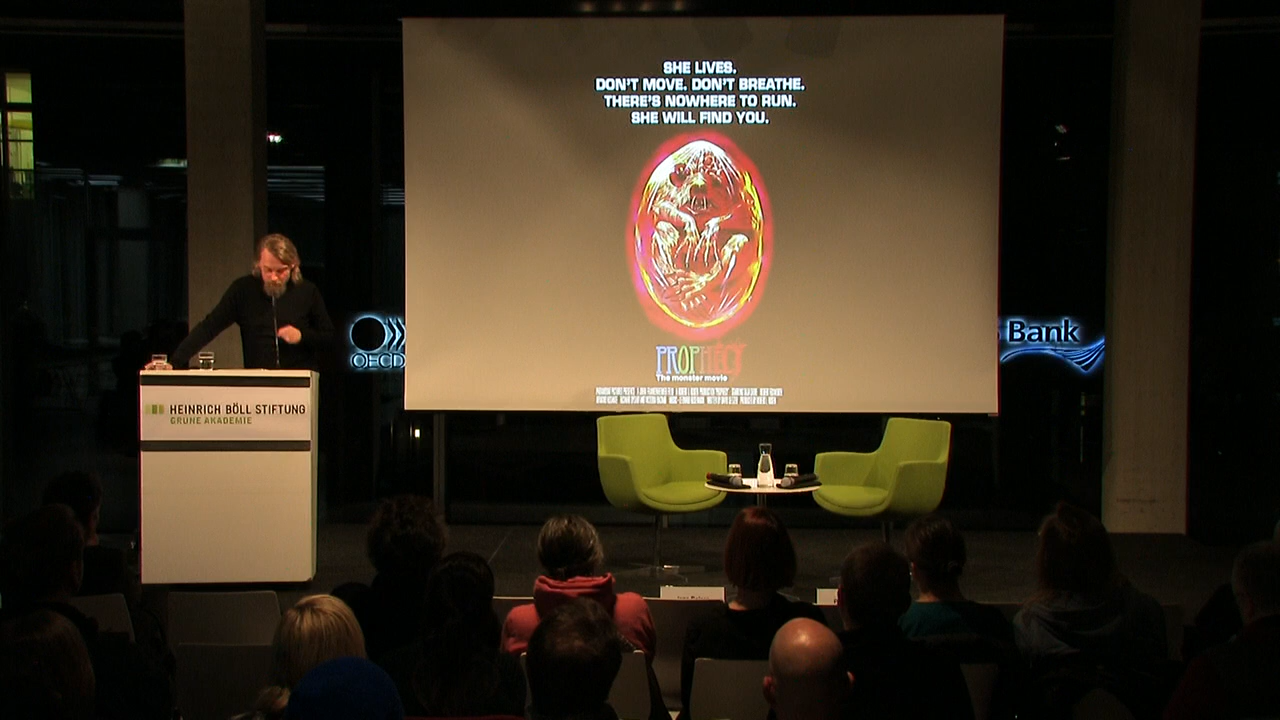 SHE LIVES.
DON'T MOVE. DON'T BREATHE.
THERE'S NOWHERE TO RUN.
SHE WILL FIND YOU.
PROPHECY
The monster movie
OECD
Bank
HEINRICH BÖLL STIFTUNG
GRÜNE AKADEMIE